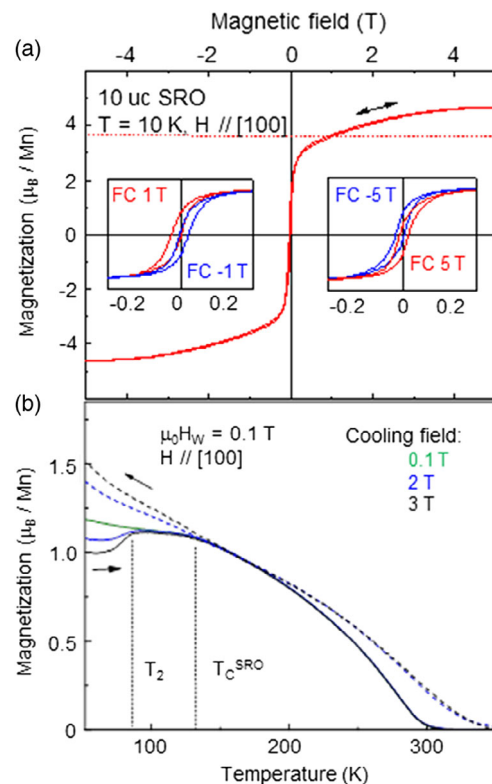 Magnetic field (T)
(a)
-4 -2 0 2 4
10 uc SRO
T = 10 K, H // [100]
4
2
0
-2
-4
Magnetization (μB / Mn)
FC 1 T
FC -1 T
-0.2 0 0.2
FC -5 T
FC 5 T
-0.2 0 0.2
(b)
μ0HW = 0.1 T
H // [100]
Cooling field:
0.1 T
2 T
3 T
1.5
1.0
0.5
0
Magnetization (μB / Mn)
T2
TCSRO
100 200 300
Temperature (K)